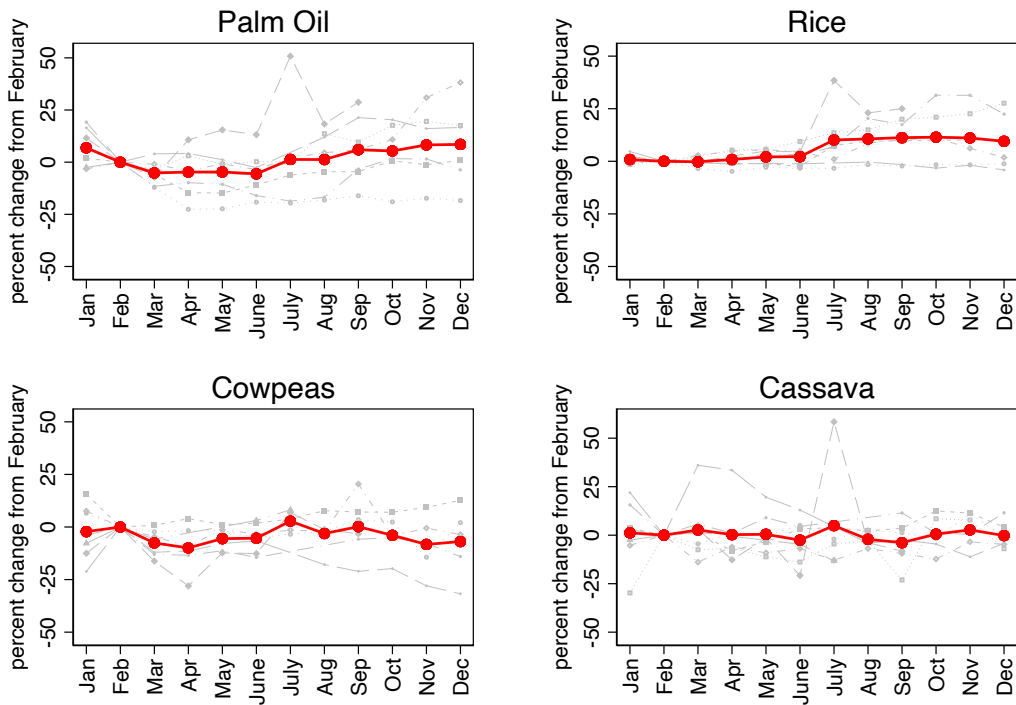 Palm Oil
percent change from February
50
25
0
-25
-50
Jan Feb Mar Apr May June July Aug Sep Oct Nov Dec
Rice
percent change from February
50
25
0
-25
-50
Jan Feb Mar Apr May June July Aug Sep Oct Nov Dec
Cowpeas
percent change from February
50
25
0
-25
-50
Jan Feb Mar Apr May June July Aug Sep Oct Nov Dec
Cassava
percent change from February
50
25
0
-25
-50
Jan Feb Mar Apr May June July Aug Sep Oct Nov Dec